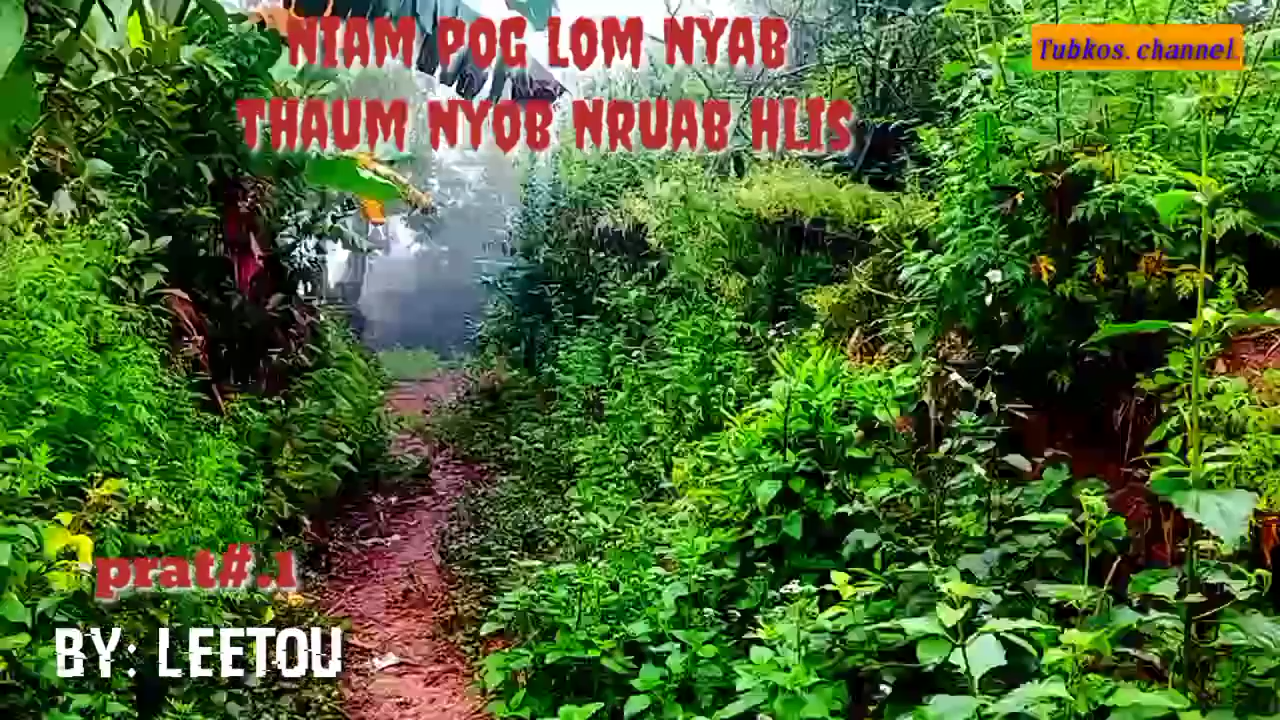 NIAM POG LOM NYAB
THAUM NYOB NRUAB HLIS
Tubkos.channel
prat#.1
BY: LEETOU